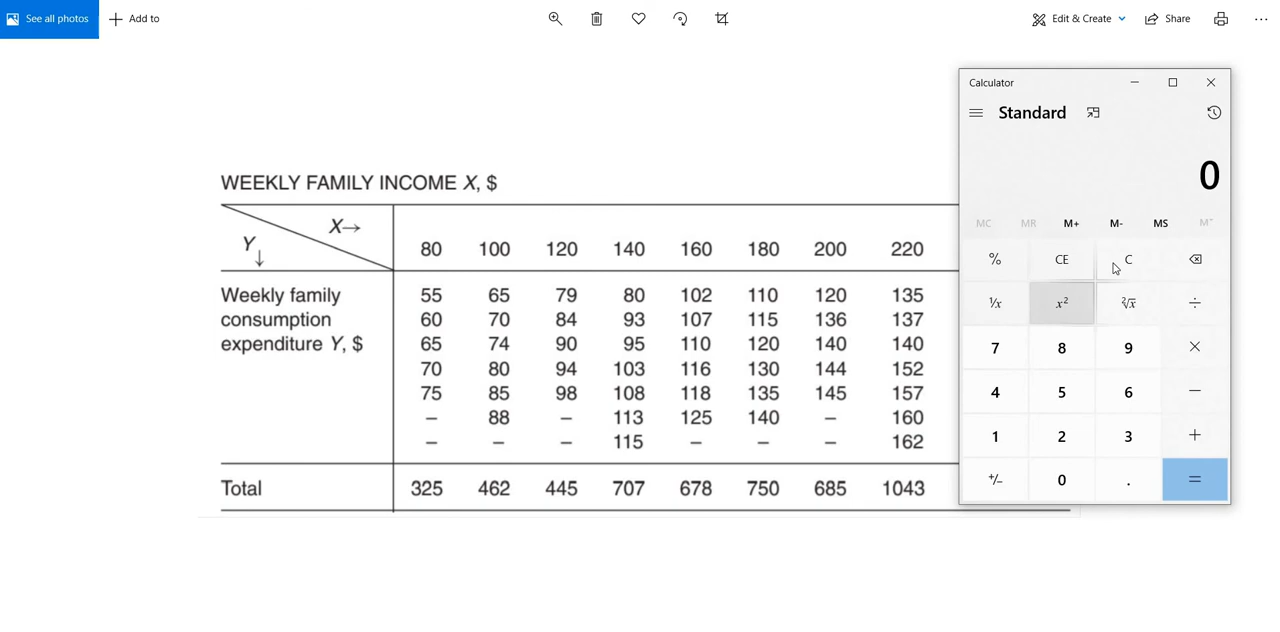 See all photos + Add to Edit & Create Share ...
Calculator
Standard
0
MC MR M+ M- MS M˅
% CE C
⅟x x² ²√x ÷
7 8 9 ×
4 5 6 −
1 2 3 +
+/− 0 . =
WEEKLY FAMILY INCOME X, $
X→
Y↓
80 100 120 140 160 180 200 220
Weekly family 55 65 79 80 102 110 120 135
consumption 60 70 84 93 107 115 136 137
expenditure Y, $ 65 74 90 95 110 120 140 140
70 80 94 103 116 130 144 152
75 85 98 108 118 135 145 157
– 88 – 113 125 140 – 160
– – – 115 – – – 162
Total 325 462 445 707 678 750 685 1043